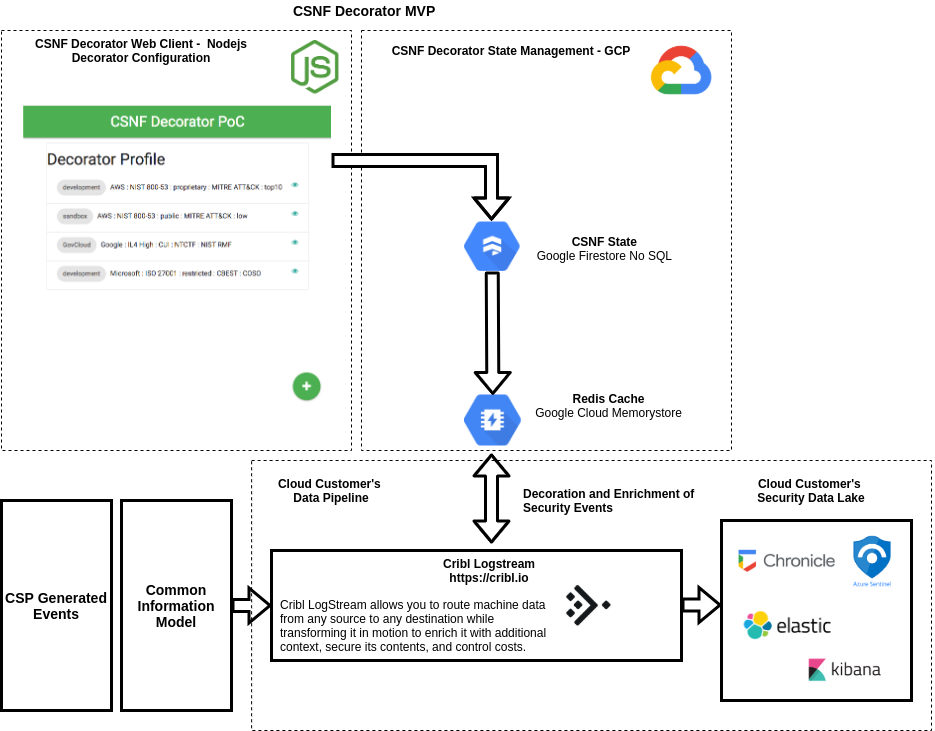 CSNF Decorator MVP
CSNF Decorator Web Client - Nodejs
Decorator Configuration
JS
CSNF Decorator PoC
Decorator Profile
development AWS : NIST 800-53 : proprietary : MITRE ATT&CK : top10
sandbox AWS : NIST 800-53 : public : MITRE ATT&CK : low
GovCloud Google : IL4 High : CUI : NTCTF : NIST RMF
development Microsoft : ISO 27001 : restricted : CBEST : COSO
+
CSNF Decorator State Management - GCP
CSNF State
Google Firestore No SQL
Redis Cache
Google Cloud Memorystore
Cloud Customer's
Data Pipeline
Decoration and Enrichment of
Security Events
Cloud Customer's
Security Data Lake
CSP Generated
Events
Common
Information
Model
Cribl Logstream
https://cribl.io
Cribl LogStream allows you to route machine data
from any source to any destination while
transforming it in motion to enrich it with additional
context, secure its contents, and control costs.
Chronicle
Azure Sentinel
elastic
kibana